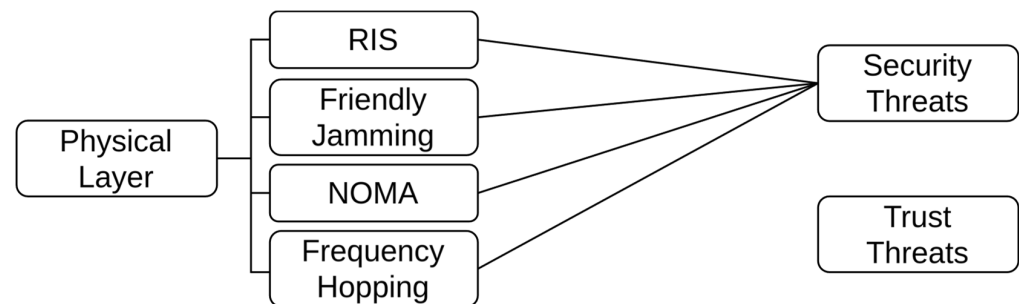 Physical
Layer
RIS
Friendly
Jamming
NOMA
Frequency
Hopping
Security
Threats
Trust
Threats